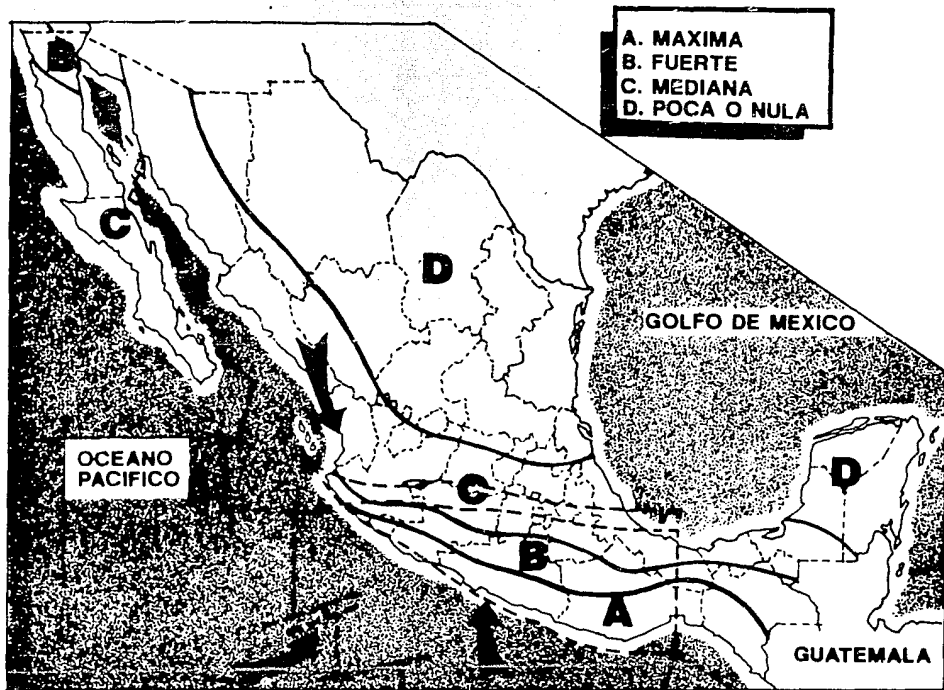 A. MAXIMA
B. FUERTE
C. MEDIANA
D. POCA O NULA
B
C
D
GOLFO DE MEXICO
OCEANO
PACIFICO
C
D
B
A
GUATEMALA